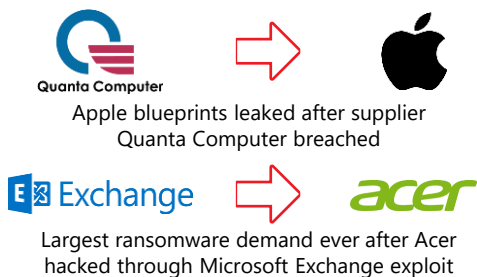 Quanta Computer
Apple blueprints leaked after supplier
Quanta Computer breached
E Exchange
acer
Largest ransomware demand ever after Acer
hacked through Microsoft Exchange exploit